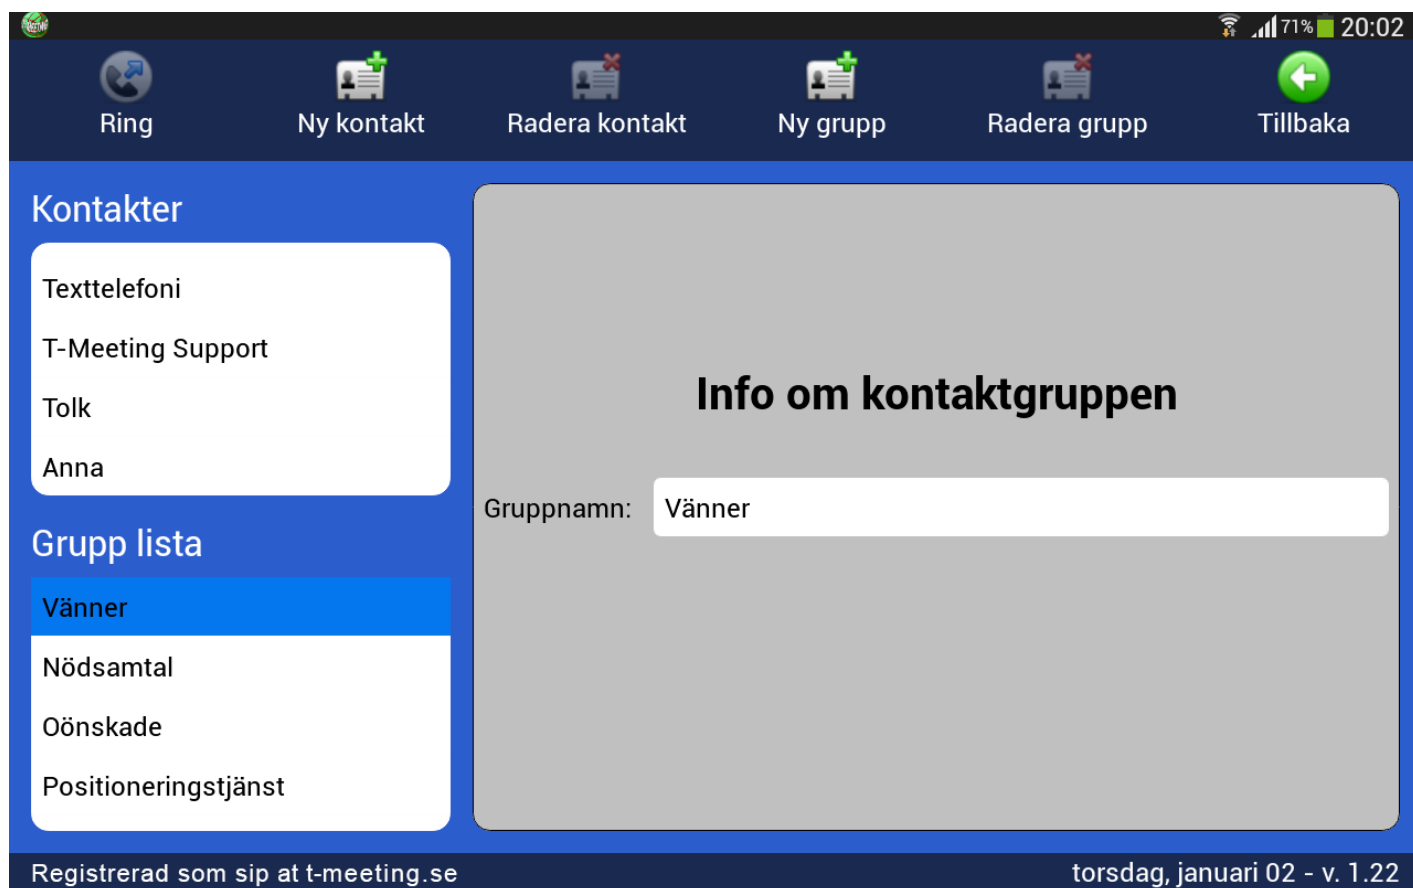 71% 20:02
Ring Ny kontakt Radera kontakt Ny grupp Radera grupp Tillbaka
Kontakter
Texttelefoni
T-Meeting Support
Tolk
Anna
Grupp lista
Vänner
Nödsamtal
Oönskade
Positioneringstjänst
Info om kontaktgruppen
Gruppnamn: Vänner
Registrerad som sip at t-meeting.se torsdag, januari 02 - v. 1.22